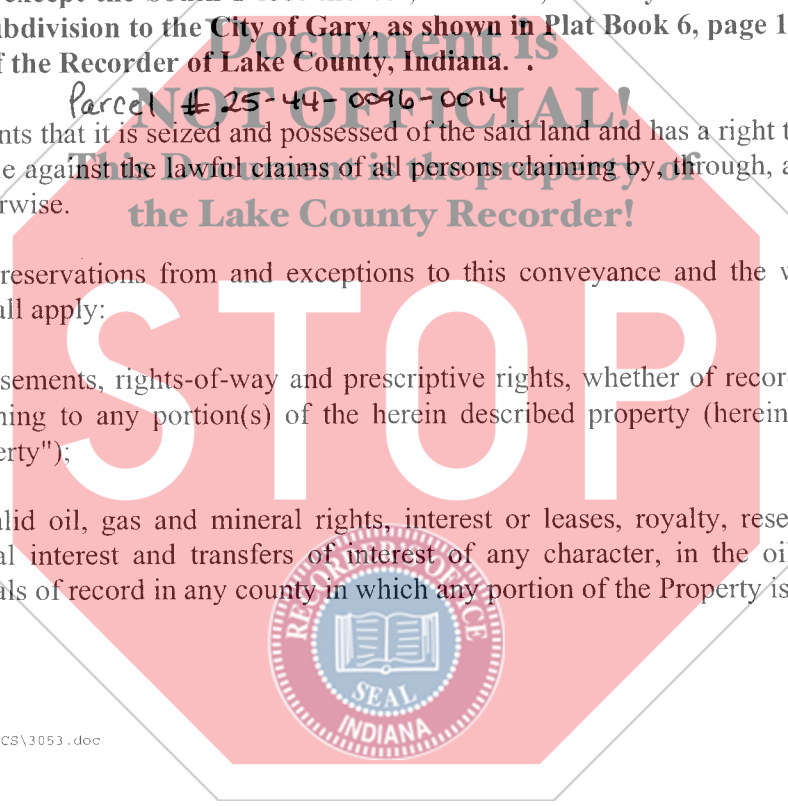 ubdivision to the City of Gary, as shown in Plat Book 6, page 1
f the Recorder of Lake County, Indiana. .
Document is
Parcel # 25-44-0096-0014
NOT OFFICIAL!
nts that it is seized and possessed of the said land and has a right t
e against the lawful claims of all persons claiming by, through, a
This Document is the property of
rwise.
the Lake County Recorder!
reservations from and exceptions to this conveyance and the w
all apply:
STOP
sements, rights-of-way and prescriptive rights, whether of recor
ning to any portion(s) of the herein described property (herein
erty");
alid oil, gas and mineral rights, interest or leases, royalty, rese
al interest and transfers of interest of any character, in the oil
als of record in any county in which any portion of the Property is
RECORDER'S OFFICE
SEAL
INDIANA
CS\3053.doc